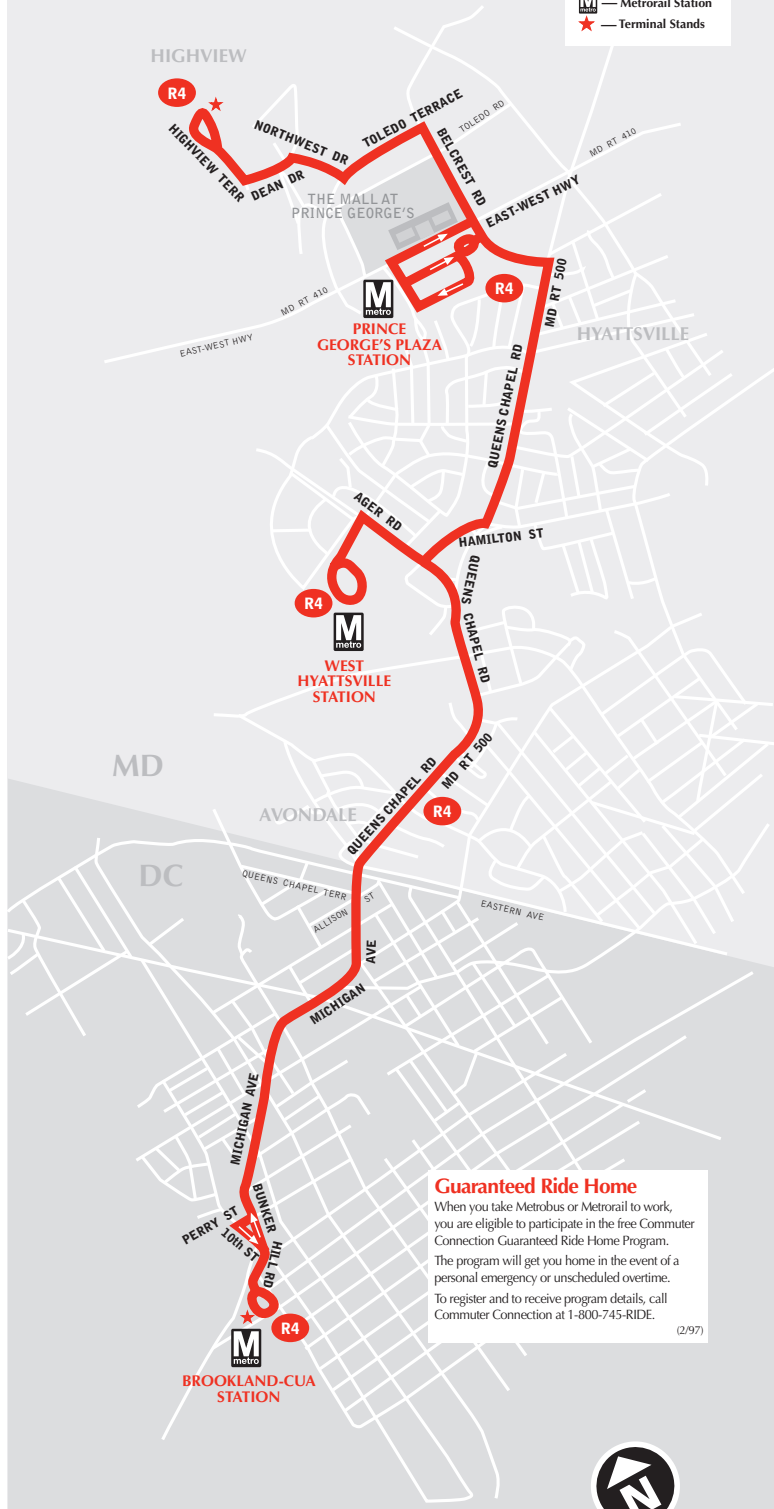 M — Metrorail Station
metro
★ — Terminal Stands
HIGHVIEW
R4
HIGHVIEW TERR
DEAN DR
NORTHWEST DR
TOLEDO TERRACE
TOLEDO RD
BELCREST RD
MD RT 410
EAST-WEST HWY
THE MALL AT
PRINCE GEORGE'S
MD RT 410
EAST-WEST HWY
M
metro
PRINCE
GEORGE'S PLAZA
STATION
R4
MD RT 500
HYATTSVILLE
QUEENS CHAPEL RD
AGER RD
HAMILTON ST
QUEENS CHAPEL RD
R4
M
metro
WEST
HYATTSVILLE
STATION
MD
QUEENS CHAPEL RD
MD RT 500
AVONDALE
R4
DC
QUEENS CHAPEL TERR
ALLISON ST
EASTERN AVE
MICHIGAN AVE
MICHIGAN AVE
PERRY ST
10th ST
BUNKER HILL RD
R4
M
metro
BROOKLAND-CUA
STATION
Guaranteed Ride Home
When you take Metrobus or Metrorail to work,
you are eligible to participate in the free Commuter
Connection Guaranteed Ride Home Program.
The program will get you home in the event of a
personal emergency or unscheduled overtime.
To register and to receive program details, call
Commuter Connection at 1-800-745-RIDE.
(2/97)
N